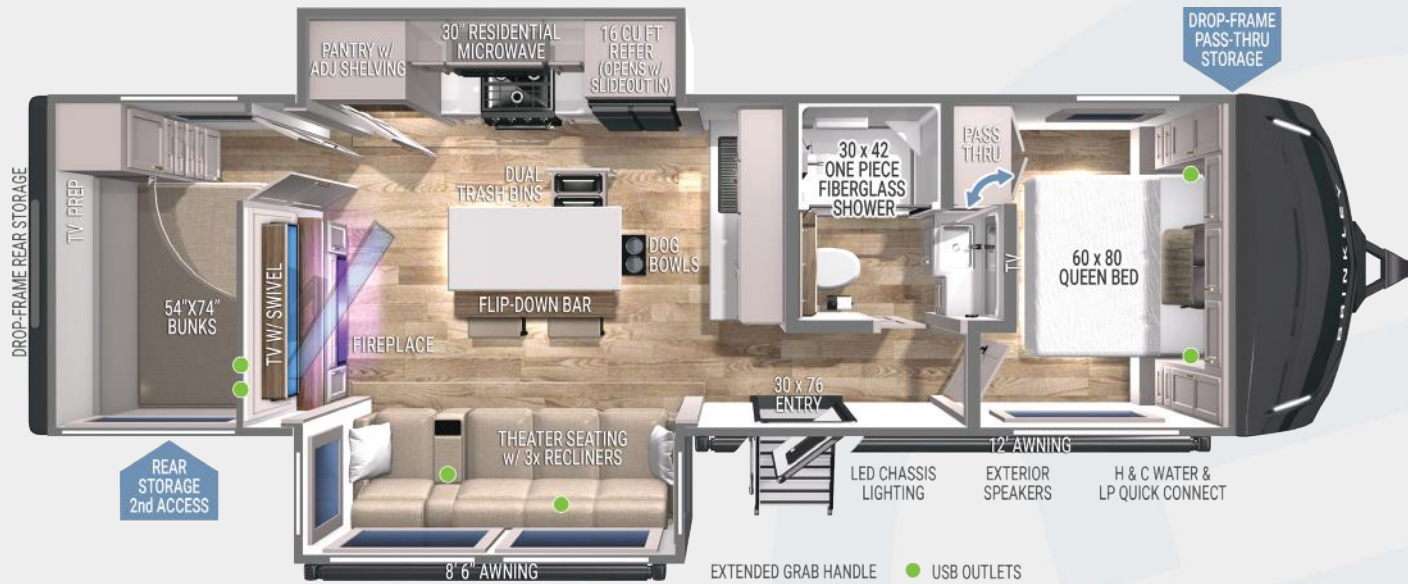 DROP-FRAME
PASS-THRU
STORAGE
PANTRY w/
ADJ SHELVING
30" RESIDENTIAL
MICROWAVE
16 CU FT
REFER
(OPENS w/
SLIDEOUT IN)
DROP-FRAME REAR STORAGE
TV PREP
54"X74"
BUNKS
TV W/ SWIVEL
FIREPLACE
DUAL
TRASH BINS
DOG
BOWLS
FLIP-DOWN BAR
30 x 42
ONE PIECE
FIBERGLASS
SHOWER
PASS
THRU
TV
60 x 80
QUEEN BED
BRINKLEY
THEATER SEATING
w/ 3x RECLINERS
30 x 76
ENTRY
12' AWNING
REAR
STORAGE
2nd ACCESS
LED CHASSIS
LIGHTING
EXTERIOR
SPEAKERS
H & C WATER &
LP QUICK CONNECT
8' 6" AWNING
EXTENDED GRAB HANDLE
USB OUTLETS